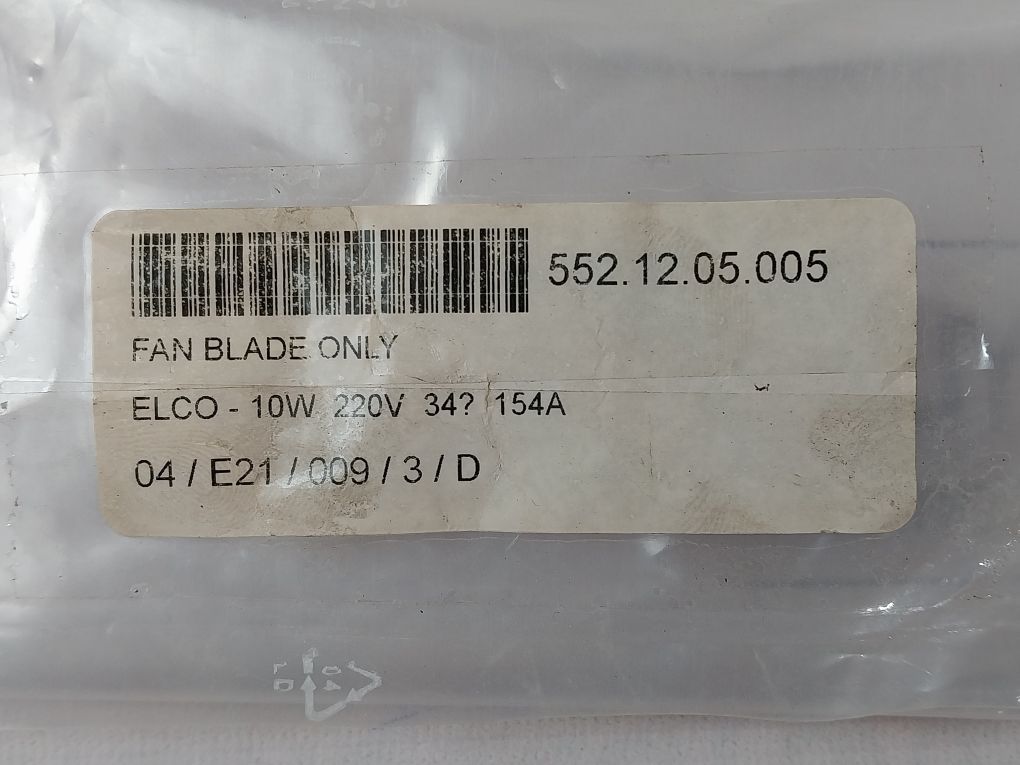 552.12.05.005
FAN BLADE ONLY
ELCO - 10W 220V 34? 154A
04 / E21 / 009 / 3 / D